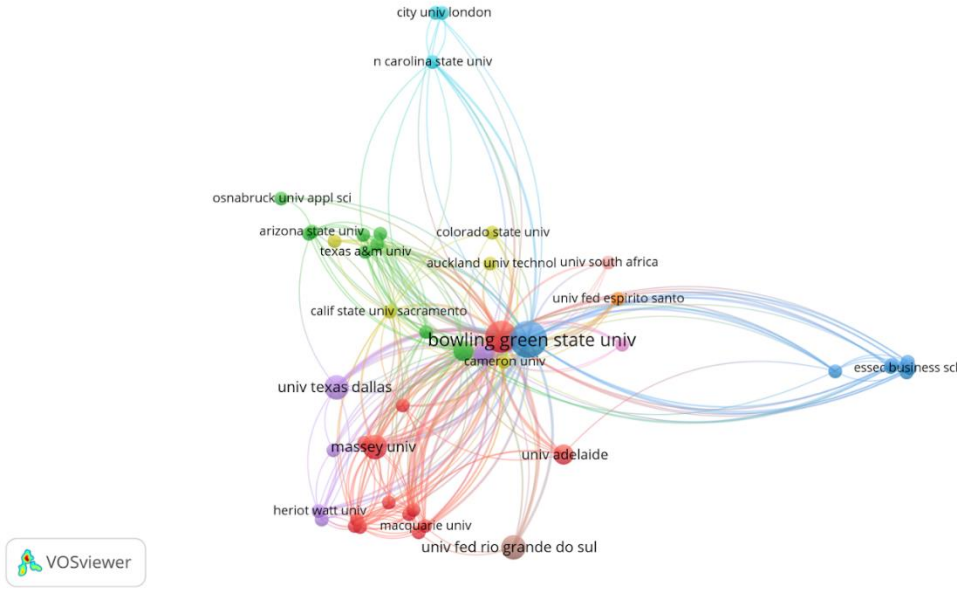 city univ london
n carolina state univ
osnabruck univ appl sci
arizona state univ
colorado state univ
texas a&m univ
auckland univ technol
univ south africa
univ fed espirito santo
calif state univ sacramento
bowling green state univ
cameron univ
essec business scl
univ texas dallas
massey univ
univ adelaide
heriot watt univ
macquarie univ
univ fed rio grande do sul
VOSviewer